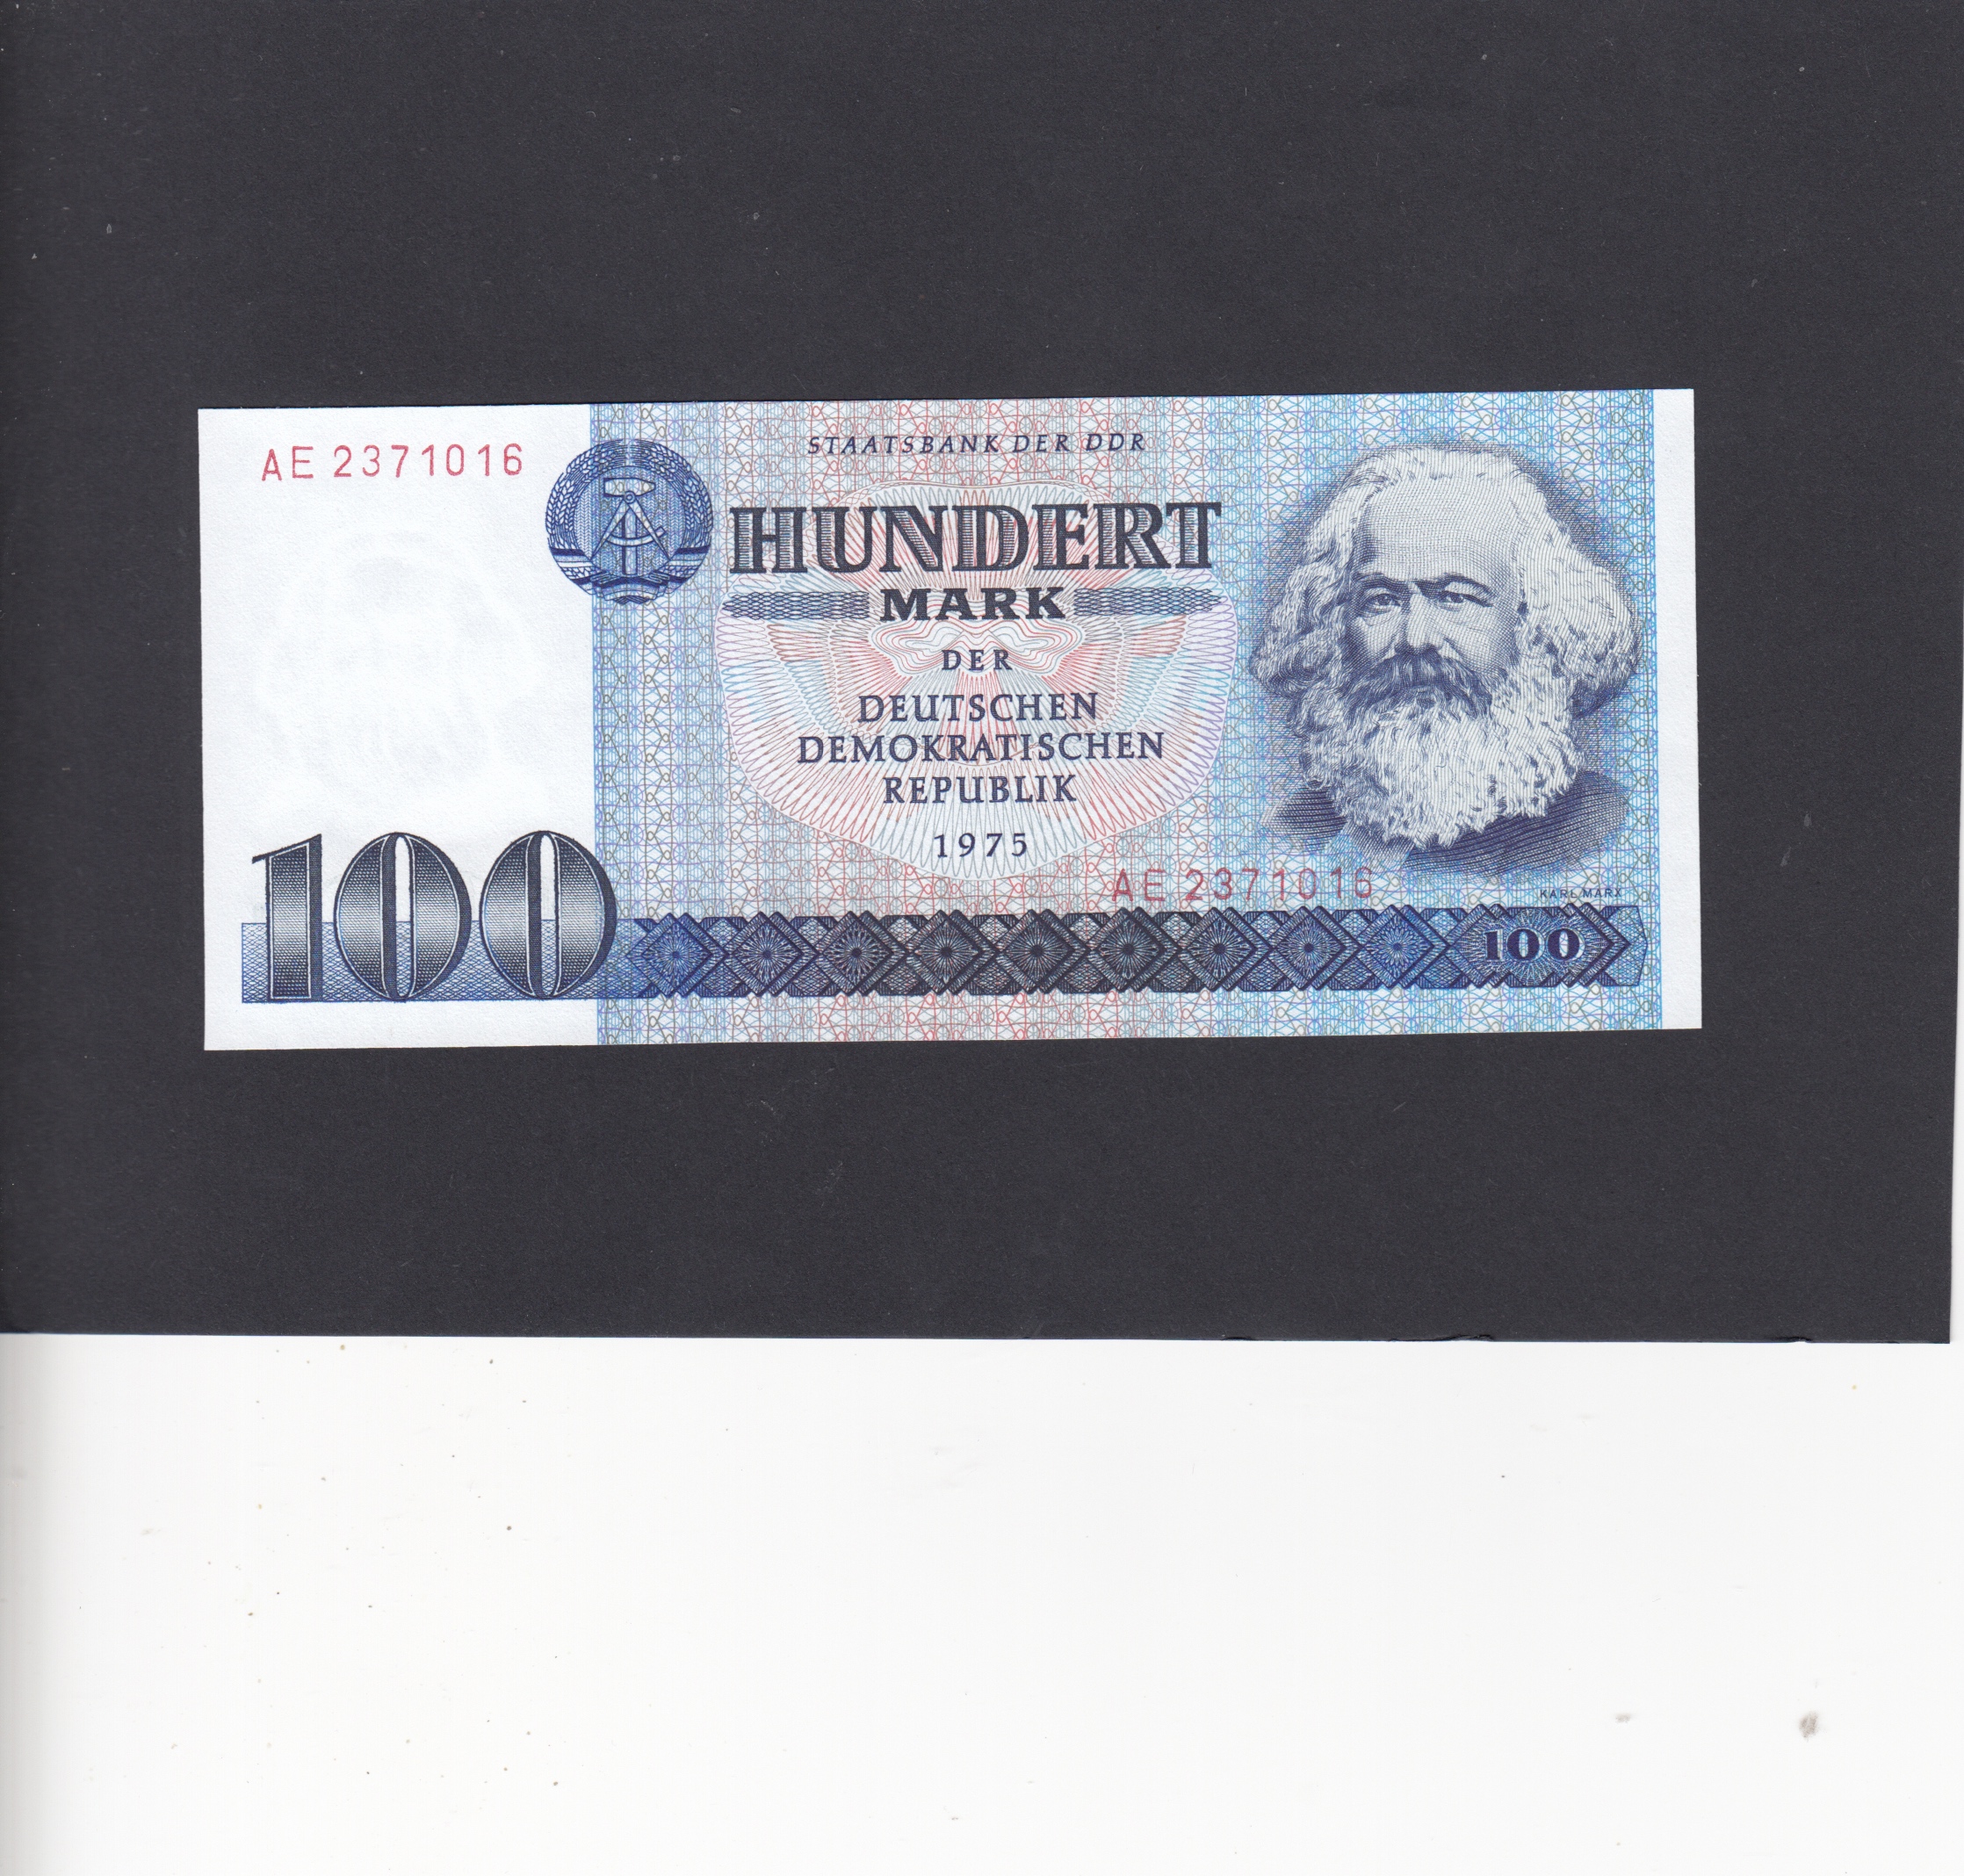 AE 2371016
STAATSBANK DER DDR
HUNDERT
MARK
DER
DEUTSCHEN
DEMOKRATISCHEN
REPUBLIK
1975
AE 2371016
KARL MARX
100
100